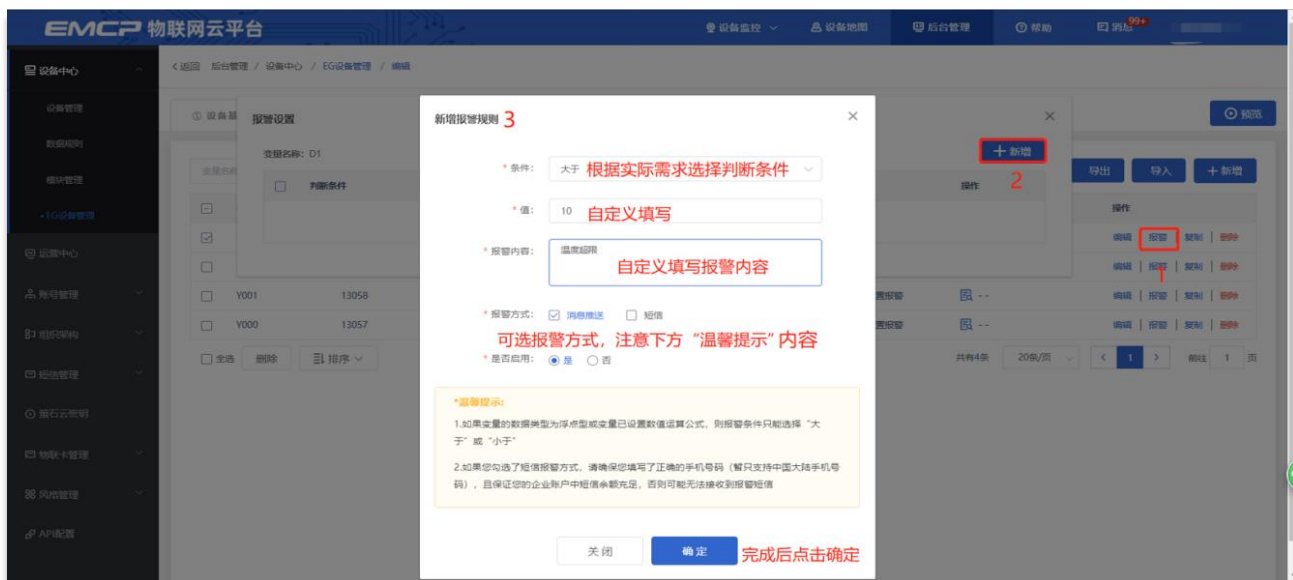 EMCP 物联网云平台
设备监控
设备地图
后台管理
帮助
消息
99+
设备中心
设备管理
数据规则
模块管理
EG设备管理
运营中心
账号管理
组织架构
短信管理
萤石云密钥
物联卡管理
风格管理
API配置
<返回 后台管理 / 设备中心 / EG设备管理 / 编辑
① 设备基
预览
报警设置
变量名称: D1
+ 新增
2
判断条件
操作
导出
导入
+ 新增
操作
编辑 | 报警 | 复制 | 删除
1
编辑 | 报警 | 复制 | 删除
Y001 13058
置报警
--
编辑 | 报警 | 复制 | 删除
Y000 13057
置报警
--
编辑 | 报警 | 复制 | 删除
全选 删除 排序
共有4条 20条/页 < 1 > 前往 1 页
新增报警规则 3
* 条件: 大于 根据实际需求选择判断条件
* 值: 10 自定义填写
* 报警内容: 温度超限
自定义填写报警内容
* 报警方式: 消息推送 短信
可选报警方式，注意下方“温馨提示”内容
* 是否启用: 是 否
*温馨提示:
1.如果变量的数据类型为浮点型或变量已设置数值运算公式，则报警条件只能选择“大
于”或“小于”
2.如果您勾选了短信报警方式，请确保您填写了正确的手机号码（暂只支持中国大陆手机号
码），且保证您的企业账户中短信余额充足，否则可能无法接收到报警短信
关闭 确定 完成后点击确定